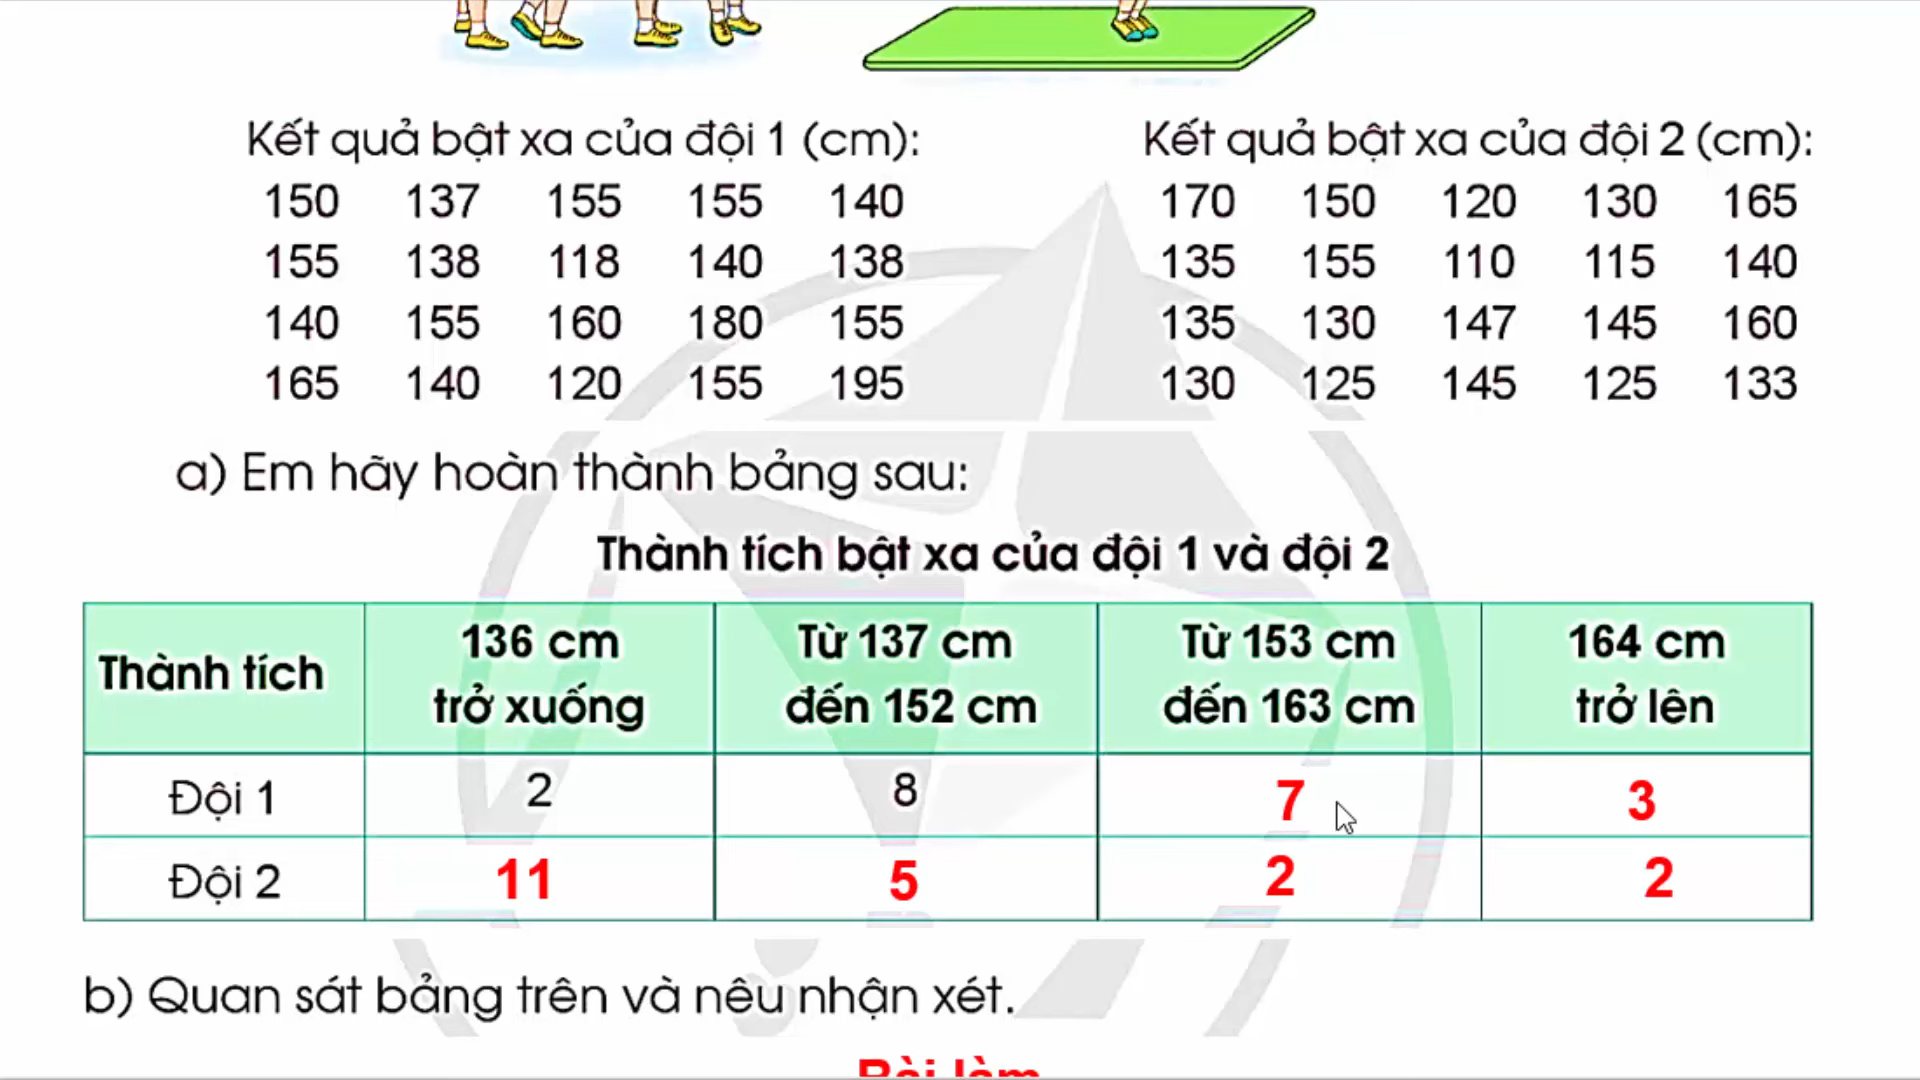 Kết quả bật xa của đội 1 (cm):
150 137 155 155 140
155 138 118 140 138
140 155 160 180 155
165 140 120 155 195
Kết quả bật xa của đội 2 (cm):
170 150 120 130 165
135 155 110 115 140
135 130 147 145 160
130 125 145 125 133
a) Em hãy hoàn thành bảng sau:
Thành tích bật xa của đội 1 và đội 2
Thành tích
136 cm
trở xuống
Từ 137 cm
đến 152 cm
Từ 153 cm
đến 163 cm
164 cm
trở lên
Đội 1 2 8 7 3
Đội 2 11 5 2 2
b) Quan sát bảng trên và nêu nhận xét.
Bài làm